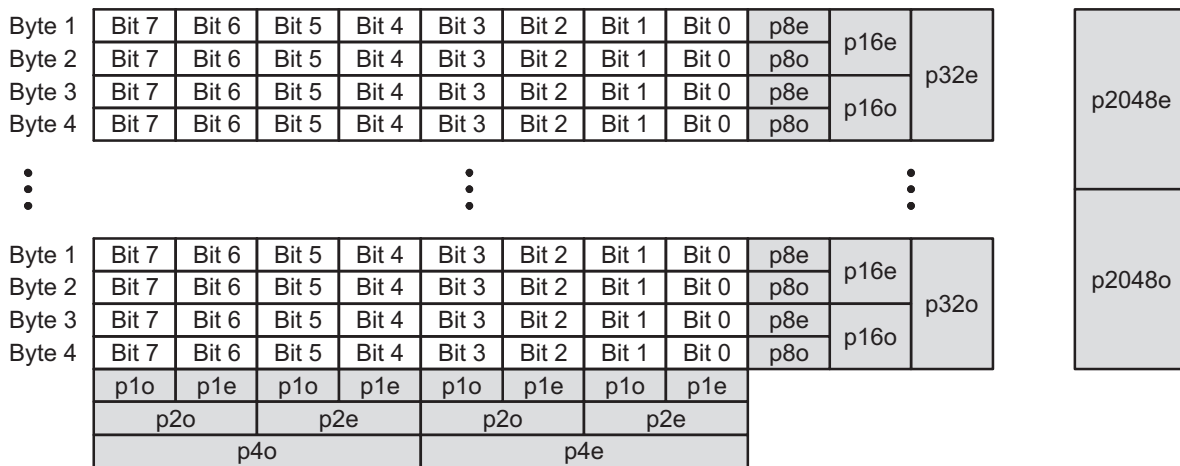 Byte 1 Bit 7 Bit 6 Bit 5 Bit 4 Bit 3 Bit 2 Bit 1 Bit 0 p8e p16e p32e p2048e
Byte 2 Bit 7 Bit 6 Bit 5 Bit 4 Bit 3 Bit 2 Bit 1 Bit 0 p8o
Byte 3 Bit 7 Bit 6 Bit 5 Bit 4 Bit 3 Bit 2 Bit 1 Bit 0 p8e p16o
Byte 4 Bit 7 Bit 6 Bit 5 Bit 4 Bit 3 Bit 2 Bit 1 Bit 0 p8o
Byte 1 Bit 7 Bit 6 Bit 5 Bit 4 Bit 3 Bit 2 Bit 1 Bit 0 p8e p16e p32o p2048o
Byte 2 Bit 7 Bit 6 Bit 5 Bit 4 Bit 3 Bit 2 Bit 1 Bit 0 p8o
Byte 3 Bit 7 Bit 6 Bit 5 Bit 4 Bit 3 Bit 2 Bit 1 Bit 0 p8e p16o
Byte 4 Bit 7 Bit 6 Bit 5 Bit 4 Bit 3 Bit 2 Bit 1 Bit 0 p8o
p1o p1e p1o p1e p1o p1e p1o p1e
p2o p2e p2o p2e
p4o p4e